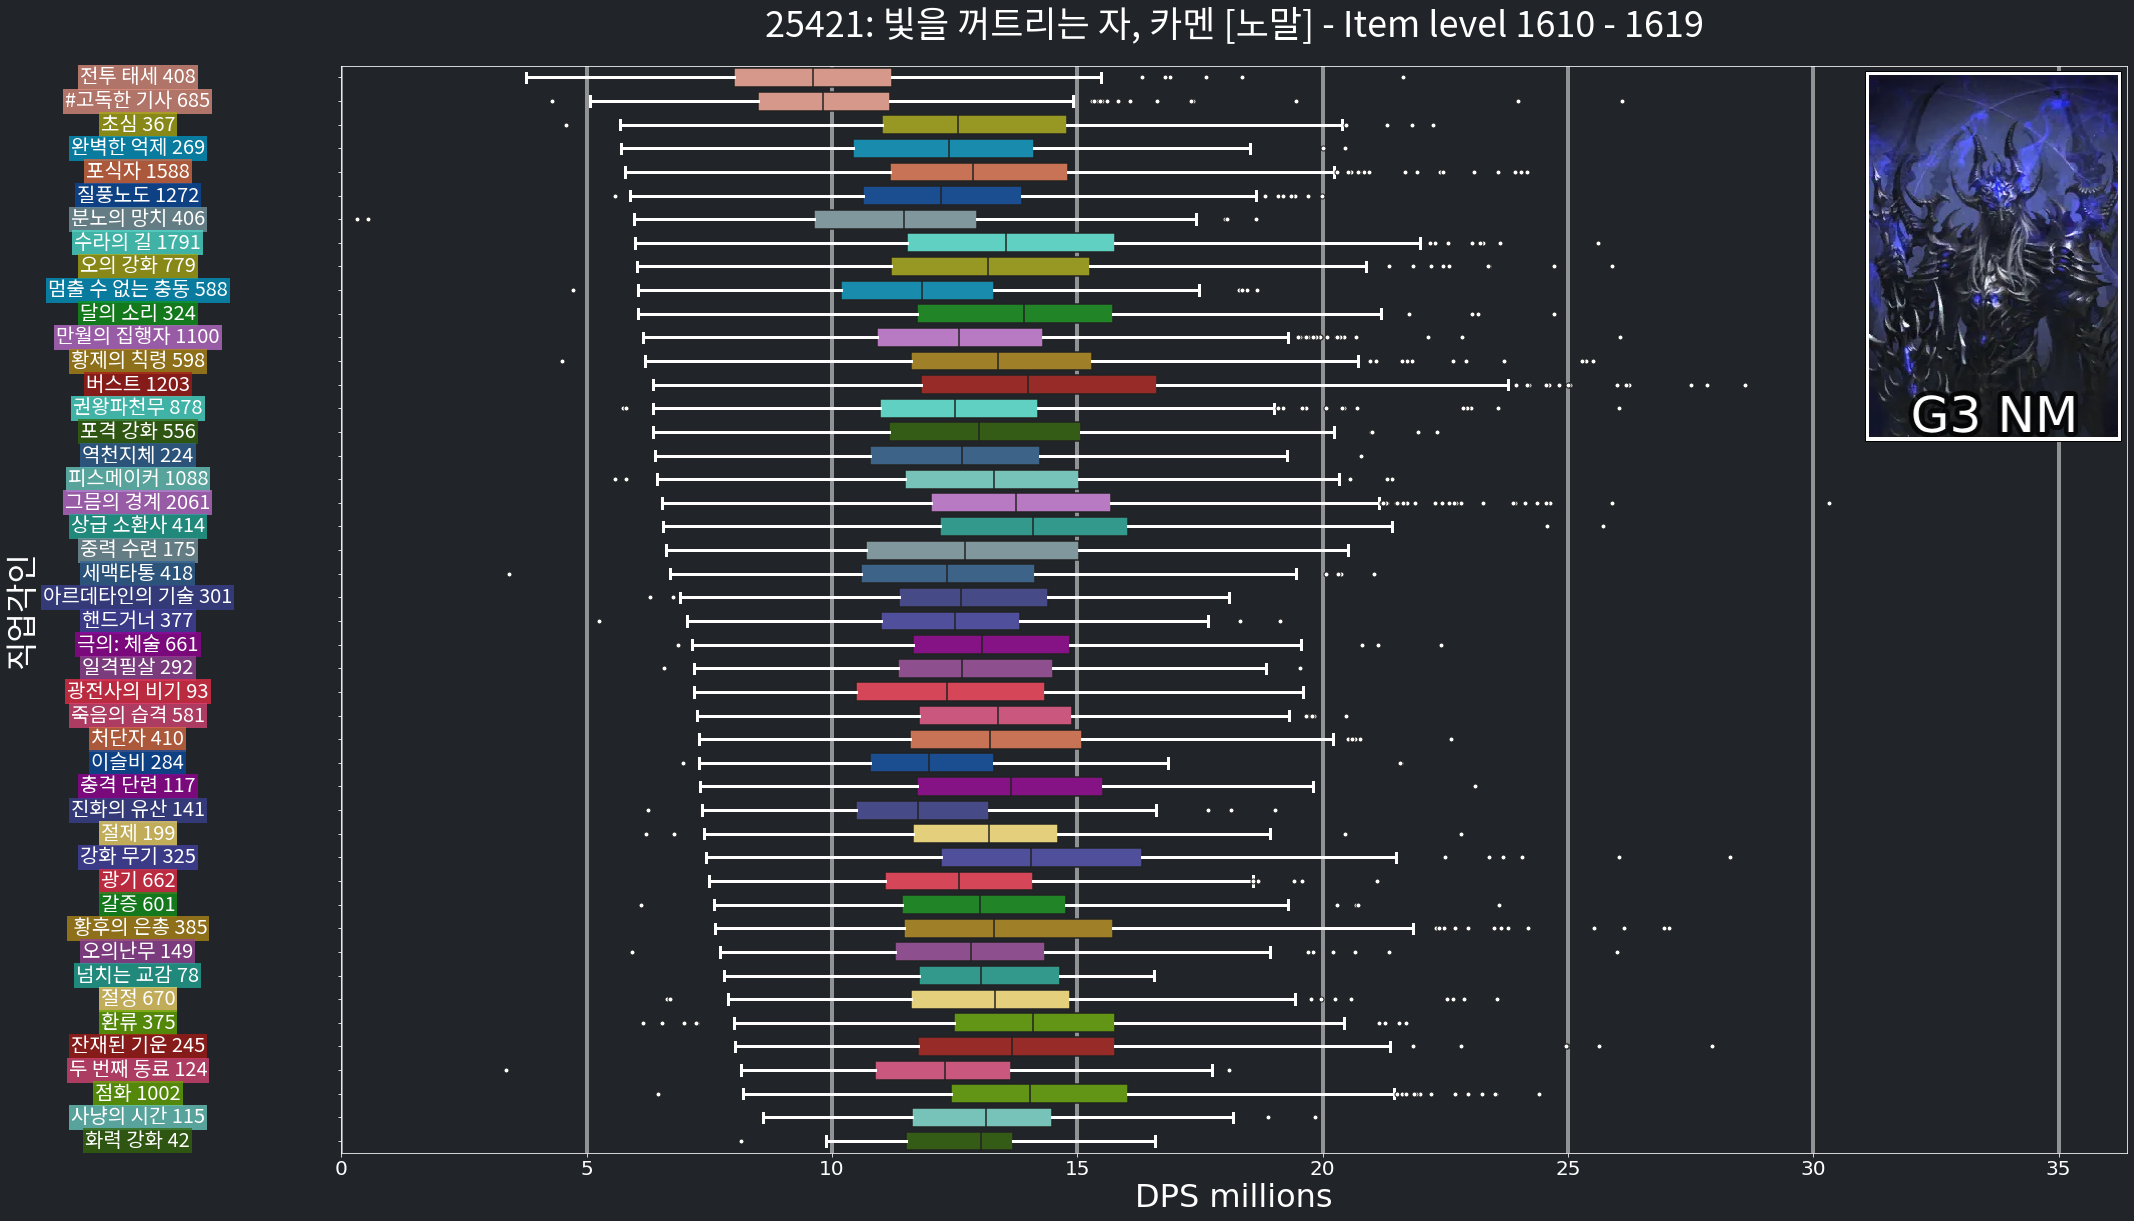 25421: 빛을 꺼트리는 자, 카멘 [노말] - Item level 1610 - 1619
전투 태세 408
#고독한 기사 685
초심 367
완벽한 억제 269
포식자 1588
질풍노도 1272
분노의 망치 406
수라의 길 1791
오의 강화 779
멈출 수 없는 충동 588
달의 소리 324
만월의 집행자 1100
황제의 칙령 598
버스트 1203
권왕파천무 878
포격 강화 556
역천지체 224
피스메이커 1088
그믐의 경계 2061
상급 소환사 414
중력 수련 175
세맥타통 418
아르데타인의 기술 301
핸드거너 377
극의: 체술 661
일격필살 292
광전사의 비기 93
죽음의 습격 581
처단자 410
이슬비 284
충격 단련 117
진화의 유산 141
절제 199
강화 무기 325
광기 662
갈증 601
황후의 은총 385
오의난무 149
넘치는 교감 78
절정 670
환류 375
잔재된 기운 245
두 번째 동료 124
점화 1002
사냥의 시간 115
화력 강화 42
직업각인
G3 NM
0 5 10 15 20 25 30 35
DPS millions